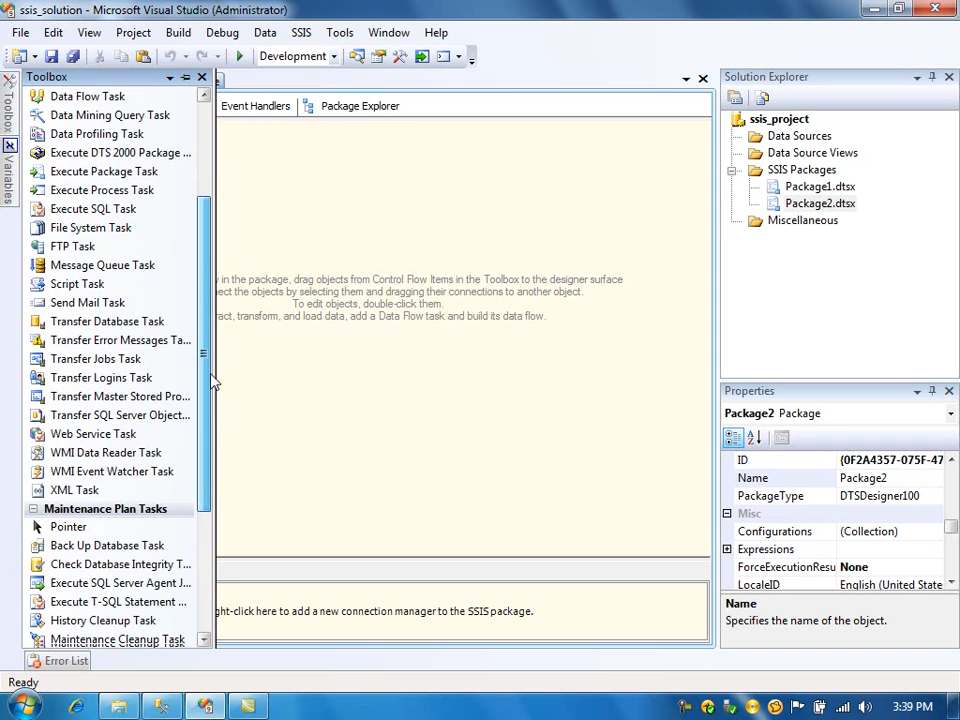 ssis_solution - Microsoft Visual Studio (Administrator)
File Edit View Project Build Debug Data SSIS Tools Window Help
Development
Toolbox
Variables
Toolbox
Data Flow Task
Data Mining Query Task
Data Profiling Task
Execute DTS 2000 Package ...
Execute Package Task
Execute Process Task
Execute SQL Task
File System Task
FTP Task
Message Queue Task
Script Task
Send Mail Task
Transfer Database Task
Transfer Error Messages Ta...
Transfer Jobs Task
Transfer Logins Task
Transfer Master Stored Pro...
Transfer SQL Server Object...
Web Service Task
WMI Data Reader Task
WMI Event Watcher Task
XML Task
Maintenance Plan Tasks
Pointer
Back Up Database Task
Check Database Integrity T...
Execute SQL Server Agent J...
Execute T-SQL Statement ...
History Cleanup Task
Maintenance Cleanup Task
Event Handlers Package Explorer
in the package, drag objects from Control Flow Items in the Toolbox to the designer surface
ect the objects by selecting them and dragging their connections to another object.
To edit objects, double-click them.
ract, transform, and load data, add a Data Flow task and build its data flow.
ght-click here to add a new connection manager to the SSIS package.
Solution Explorer
ssis_project
Data Sources
Data Source Views
SSIS Packages
Package1.dtsx
Package2.dtsx
Miscellaneous
Properties
Package2 Package
ID {0F2A4357-075F-47
Name Package2
PackageType DTSDesigner100
Misc
Configurations (Collection)
Expressions
ForceExecutionResu None
LocaleID English (United State
Name
Specifies the name of the object.
Error List
Ready
3:39 PM